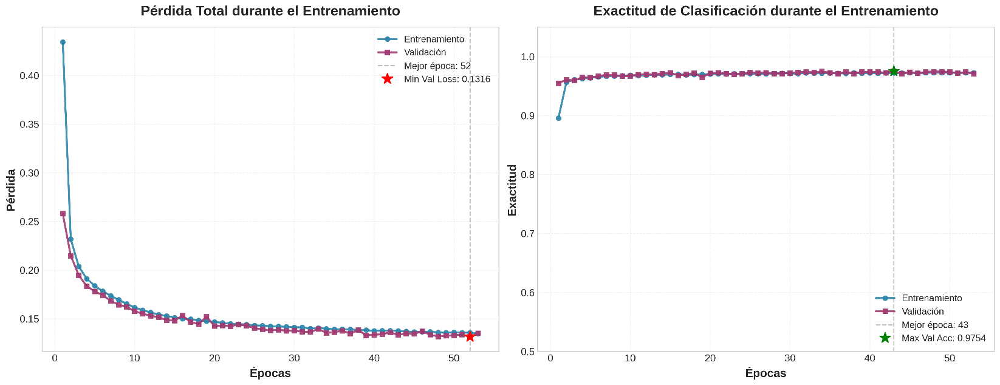 Pérdida Total durante el Entrenamiento
Pérdida
0.40
0.35
0.30
0.25
0.20
0.15
Entrenamiento
Validación
Mejor época: 52
Min Val Loss: 0.1316
0 10 20 30 40 50
Épocas
Exactitud de Clasificación durante el Entrenamiento
Exactitud
1.0
0.9
0.8
0.7
0.6
0.5
Entrenamiento
Validación
Mejor época: 43
Max Val Acc: 0.9754
0 10 20 30 40 50
Épocas